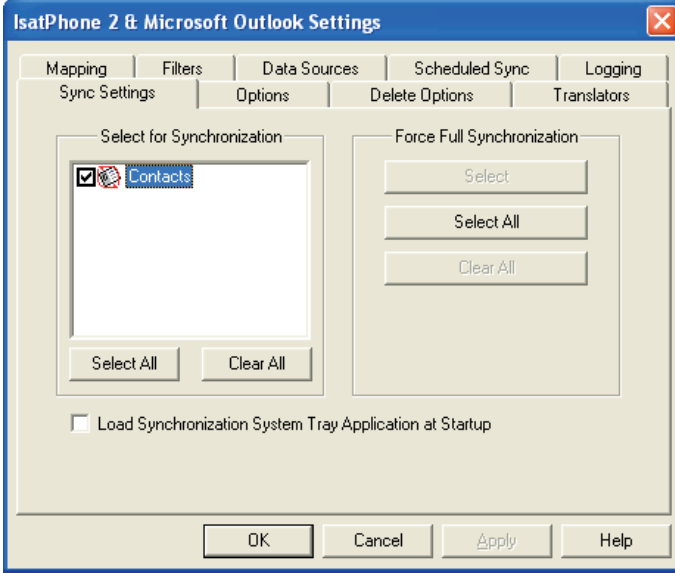 IsatPhone 2 & Microsoft Outlook Settings
Mapping Filters Data Sources Scheduled Sync Logging
Sync Settings Options Delete Options Translators
Select for Synchronization
Contacts
Select All Clear All
Force Full Synchronization
Select
Select All
Clear All
Load Synchronization System Tray Application at Startup
OK Cancel Apply Help